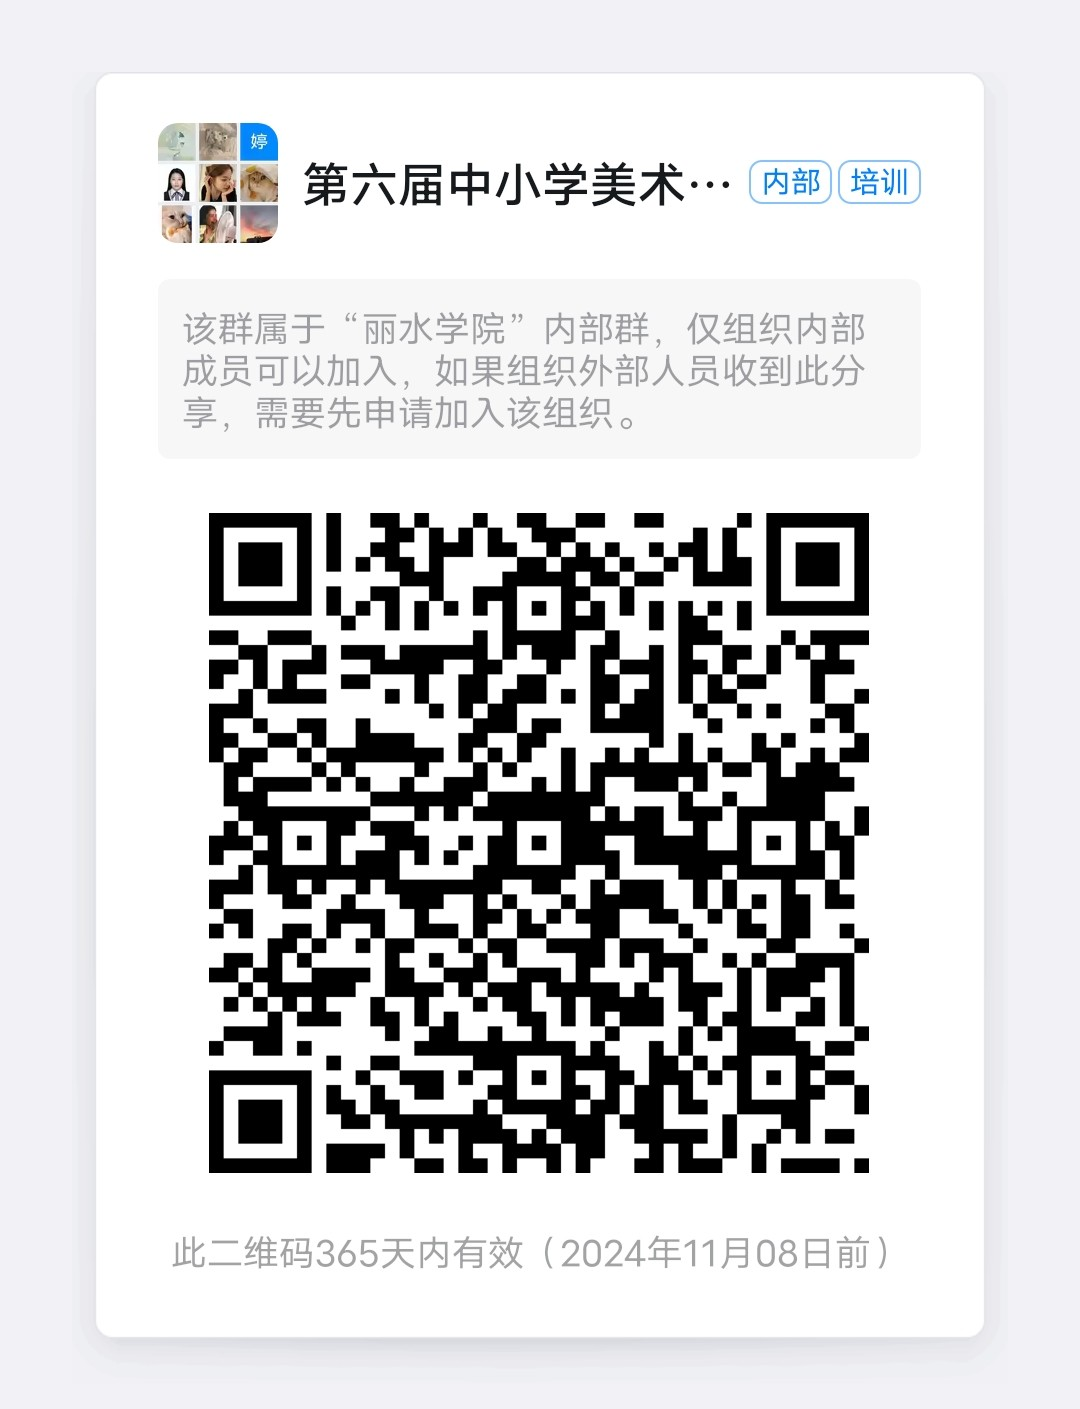 婷
第六届中小学美术…
内部
培训
该群属于“丽水学院”内部群，仅组织内部
成员可以加入，如果组织外部人员收到此分
享，需要先申请加入该组织。
此二维码365天内有效（2024年11月08日前）